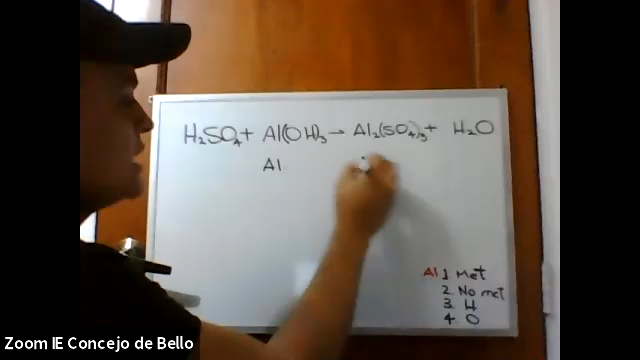 H₂SO₄ + Al(OH)₃ → Al₂(SO₄)₃ + H₂O
Al
Al 1 Met
2. No met
3. H
4 O
Zoom IE Concejo de Bello